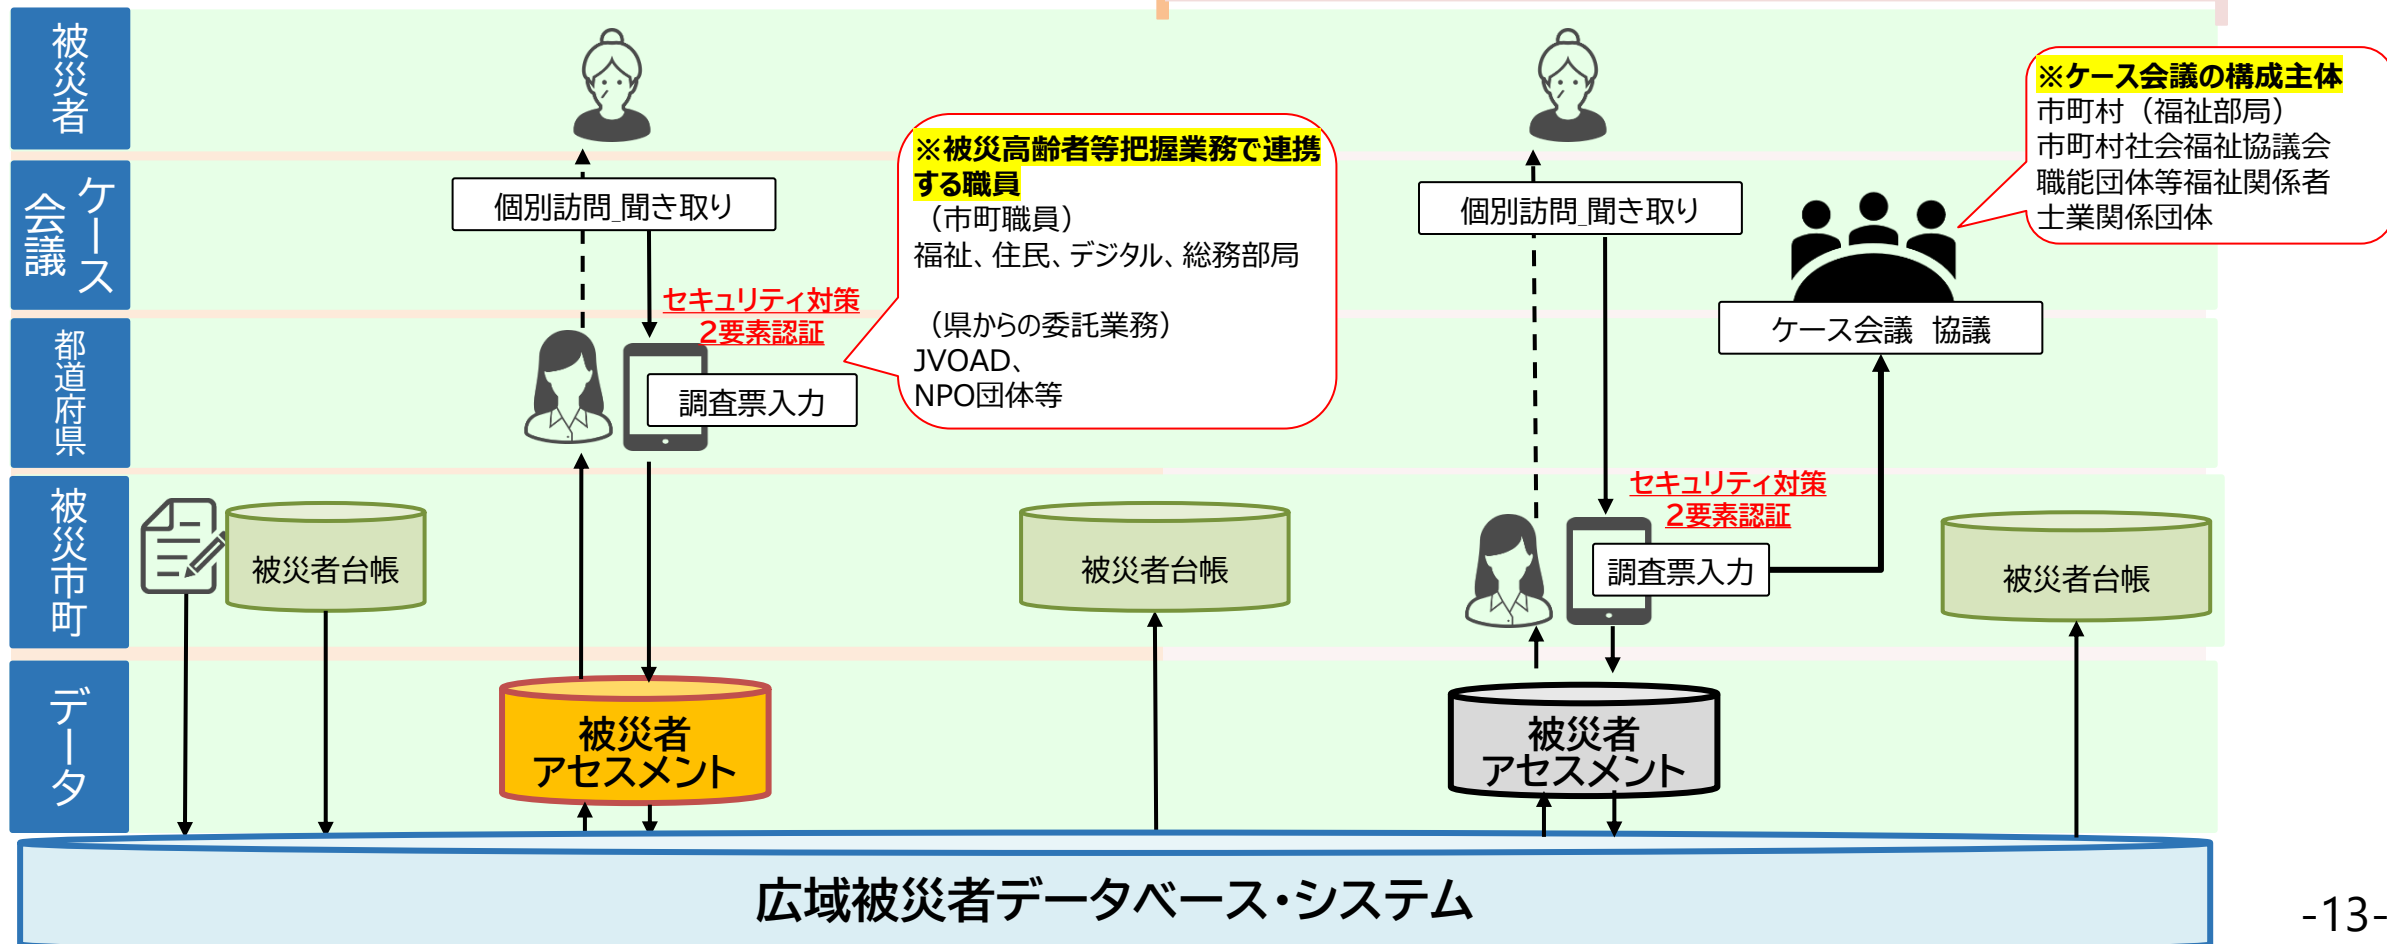 被災者
ケース
会議
都道府県
被災市町
データ
個別訪問_聞き取り
セキュリティ対策
2要素認証
調査票入力
※被災高齢者等把握業務で連携
する職員
（市町職員）
福祉、住民、デジタル、総務部局
（県からの委託業務）
JVOAD、
NPO団体等
個別訪問_聞き取り
※ケース会議の構成主体
市町村（福祉部局）
市町村社会福祉協議会
職能団体等福祉関係者
士業関係団体
ケース会議　協議
セキュリティ対策
2要素認証
調査票入力
被災者台帳
被災者台帳
被災者台帳
被災者
アセスメント
被災者
アセスメント
広域被災者データベース・システム
-13-